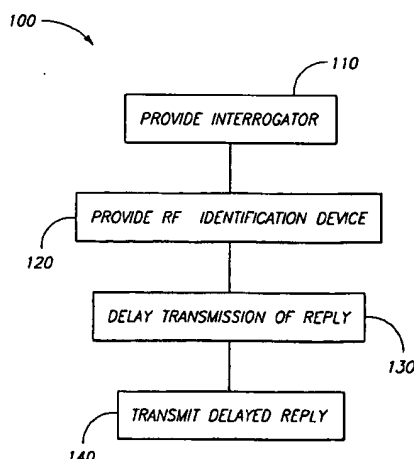 100
110
PROVIDE INTERROGATOR
PROVIDE RF IDENTIFICATION DEVICE
120
DELAY TRANSMISSION OF REPLY
130
TRANSMIT DELAYED REPLY
140